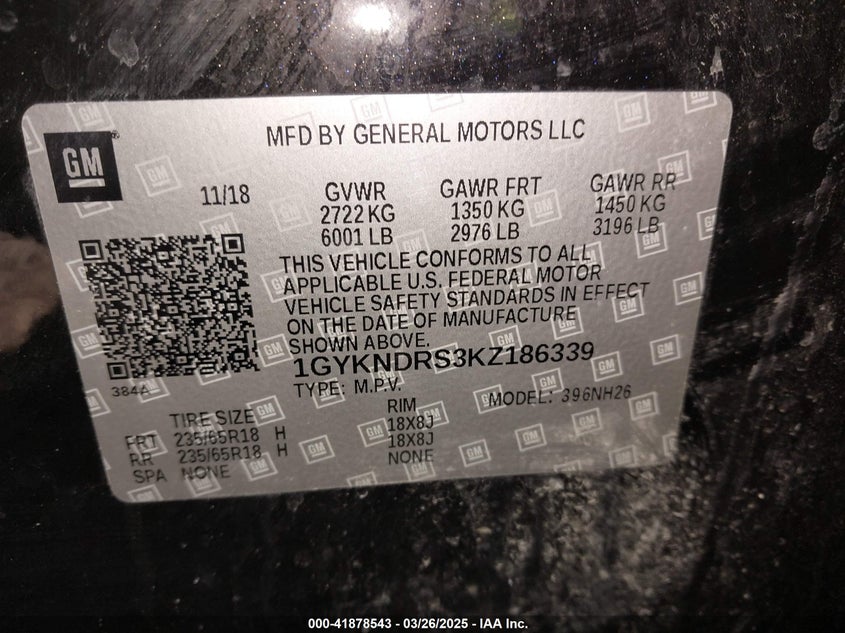 GM
MFD BY GENERAL MOTORS LLC
11/18
GVWR
2722 KG
6001 LB
GAWR FRT
1350 KG
2976 LB
GAWR RR
1450 KG
3196 LB
THIS VEHICLE CONFORMS TO ALL
APPLICABLE U.S. FEDERAL MOTOR
VEHICLE SAFETY STANDARDS IN EFFECT
ON THE DATE OF MANUFACTURE
SHOWN ABOVE.
1GYKNDRS3KZ186339
TYPE: M.P.V.
MODEL: 396NH26
384A
TIRE SIZE RIM
FRT 235/65R18 H 18X8J
RR 235/65R18 H 18X8J
SPA NONE NONE
000-41878543 - 03/26/2025 - IAA Inc.